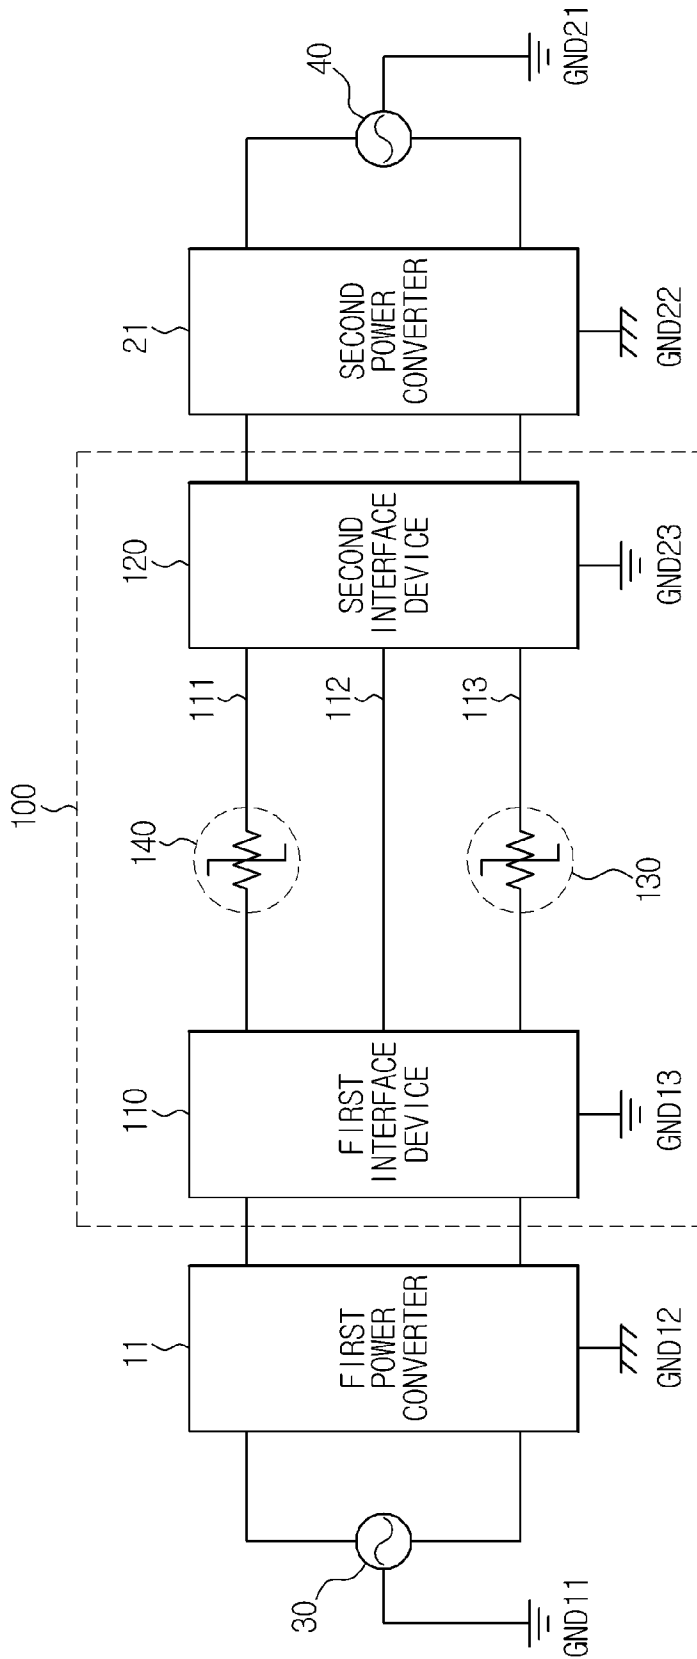 100
11
110
140
111
112
113
120
21
40
30
FIRST
POWER
CONVERTER
FIRST
INTERFACE
DEVICE
SECOND
INTERFACE
DEVICE
SECOND
POWER
CONVERTER
130
GND11
GND12
GND13
GND23
GND22
GND21